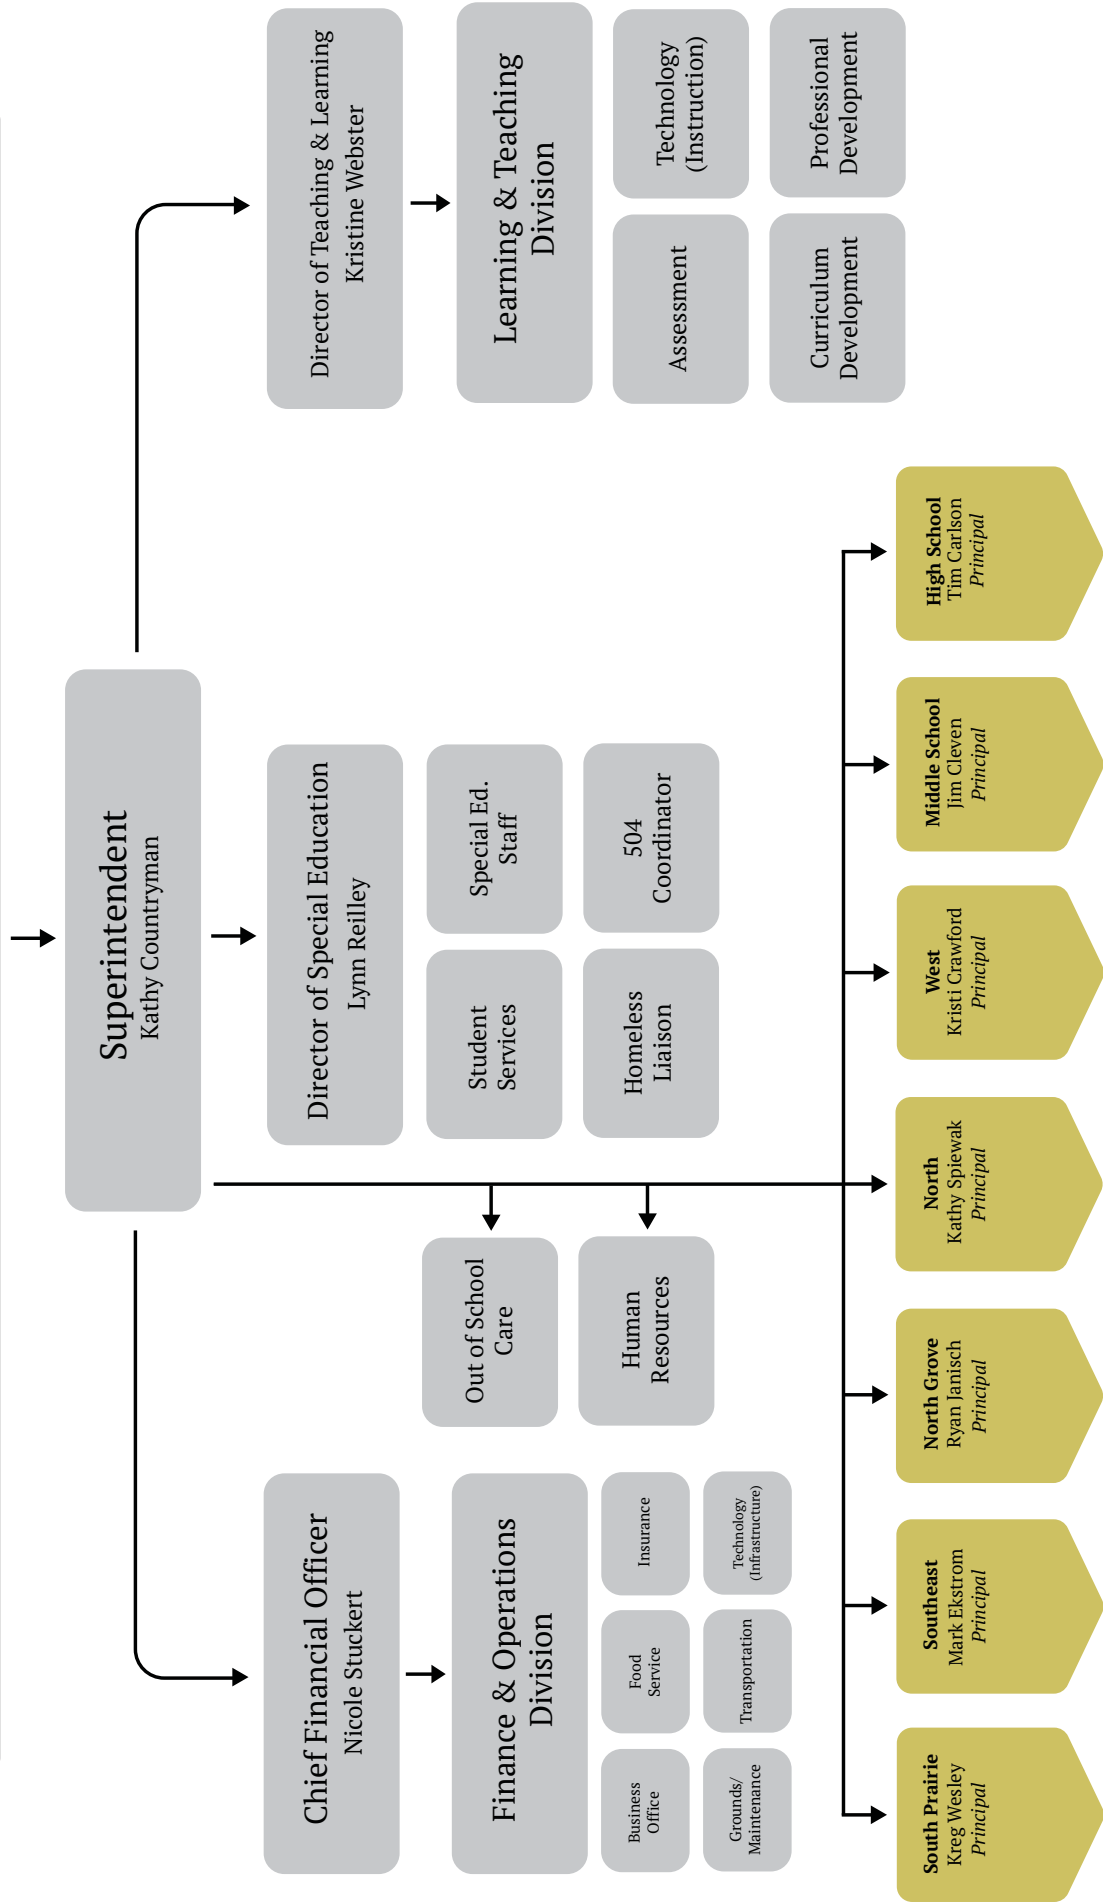 Superintendent
Kathy Countryman
Chief Financial Officer
Nicole Stuckert
Director of Special Education
Lynn Reilley
Director of Teaching & Learning
Kristine Webster
Finance & Operations
Division
Business
Office
Food
Service
Insurance
Grounds/
Maintenance
Transportation
Technology
(Infrastructure)
Out of School
Care
Human
Resources
Student
Services
Special Ed.
Staff
Homeless
Liaison
504
Coordinator
Learning & Teaching
Division
Assessment
Technology
(Instruction)
Curriculum
Development
Professional
Development
South Prairie
Kreg Wesley
Principal
Southeast
Mark Ekstrom
Principal
North Grove
Ryan Janisch
Principal
North
Kathy Spiewak
Principal
West
Kristi Crawford
Principal
Middle School
Jim Cleven
Principal
High School
Tim Carlson
Principal